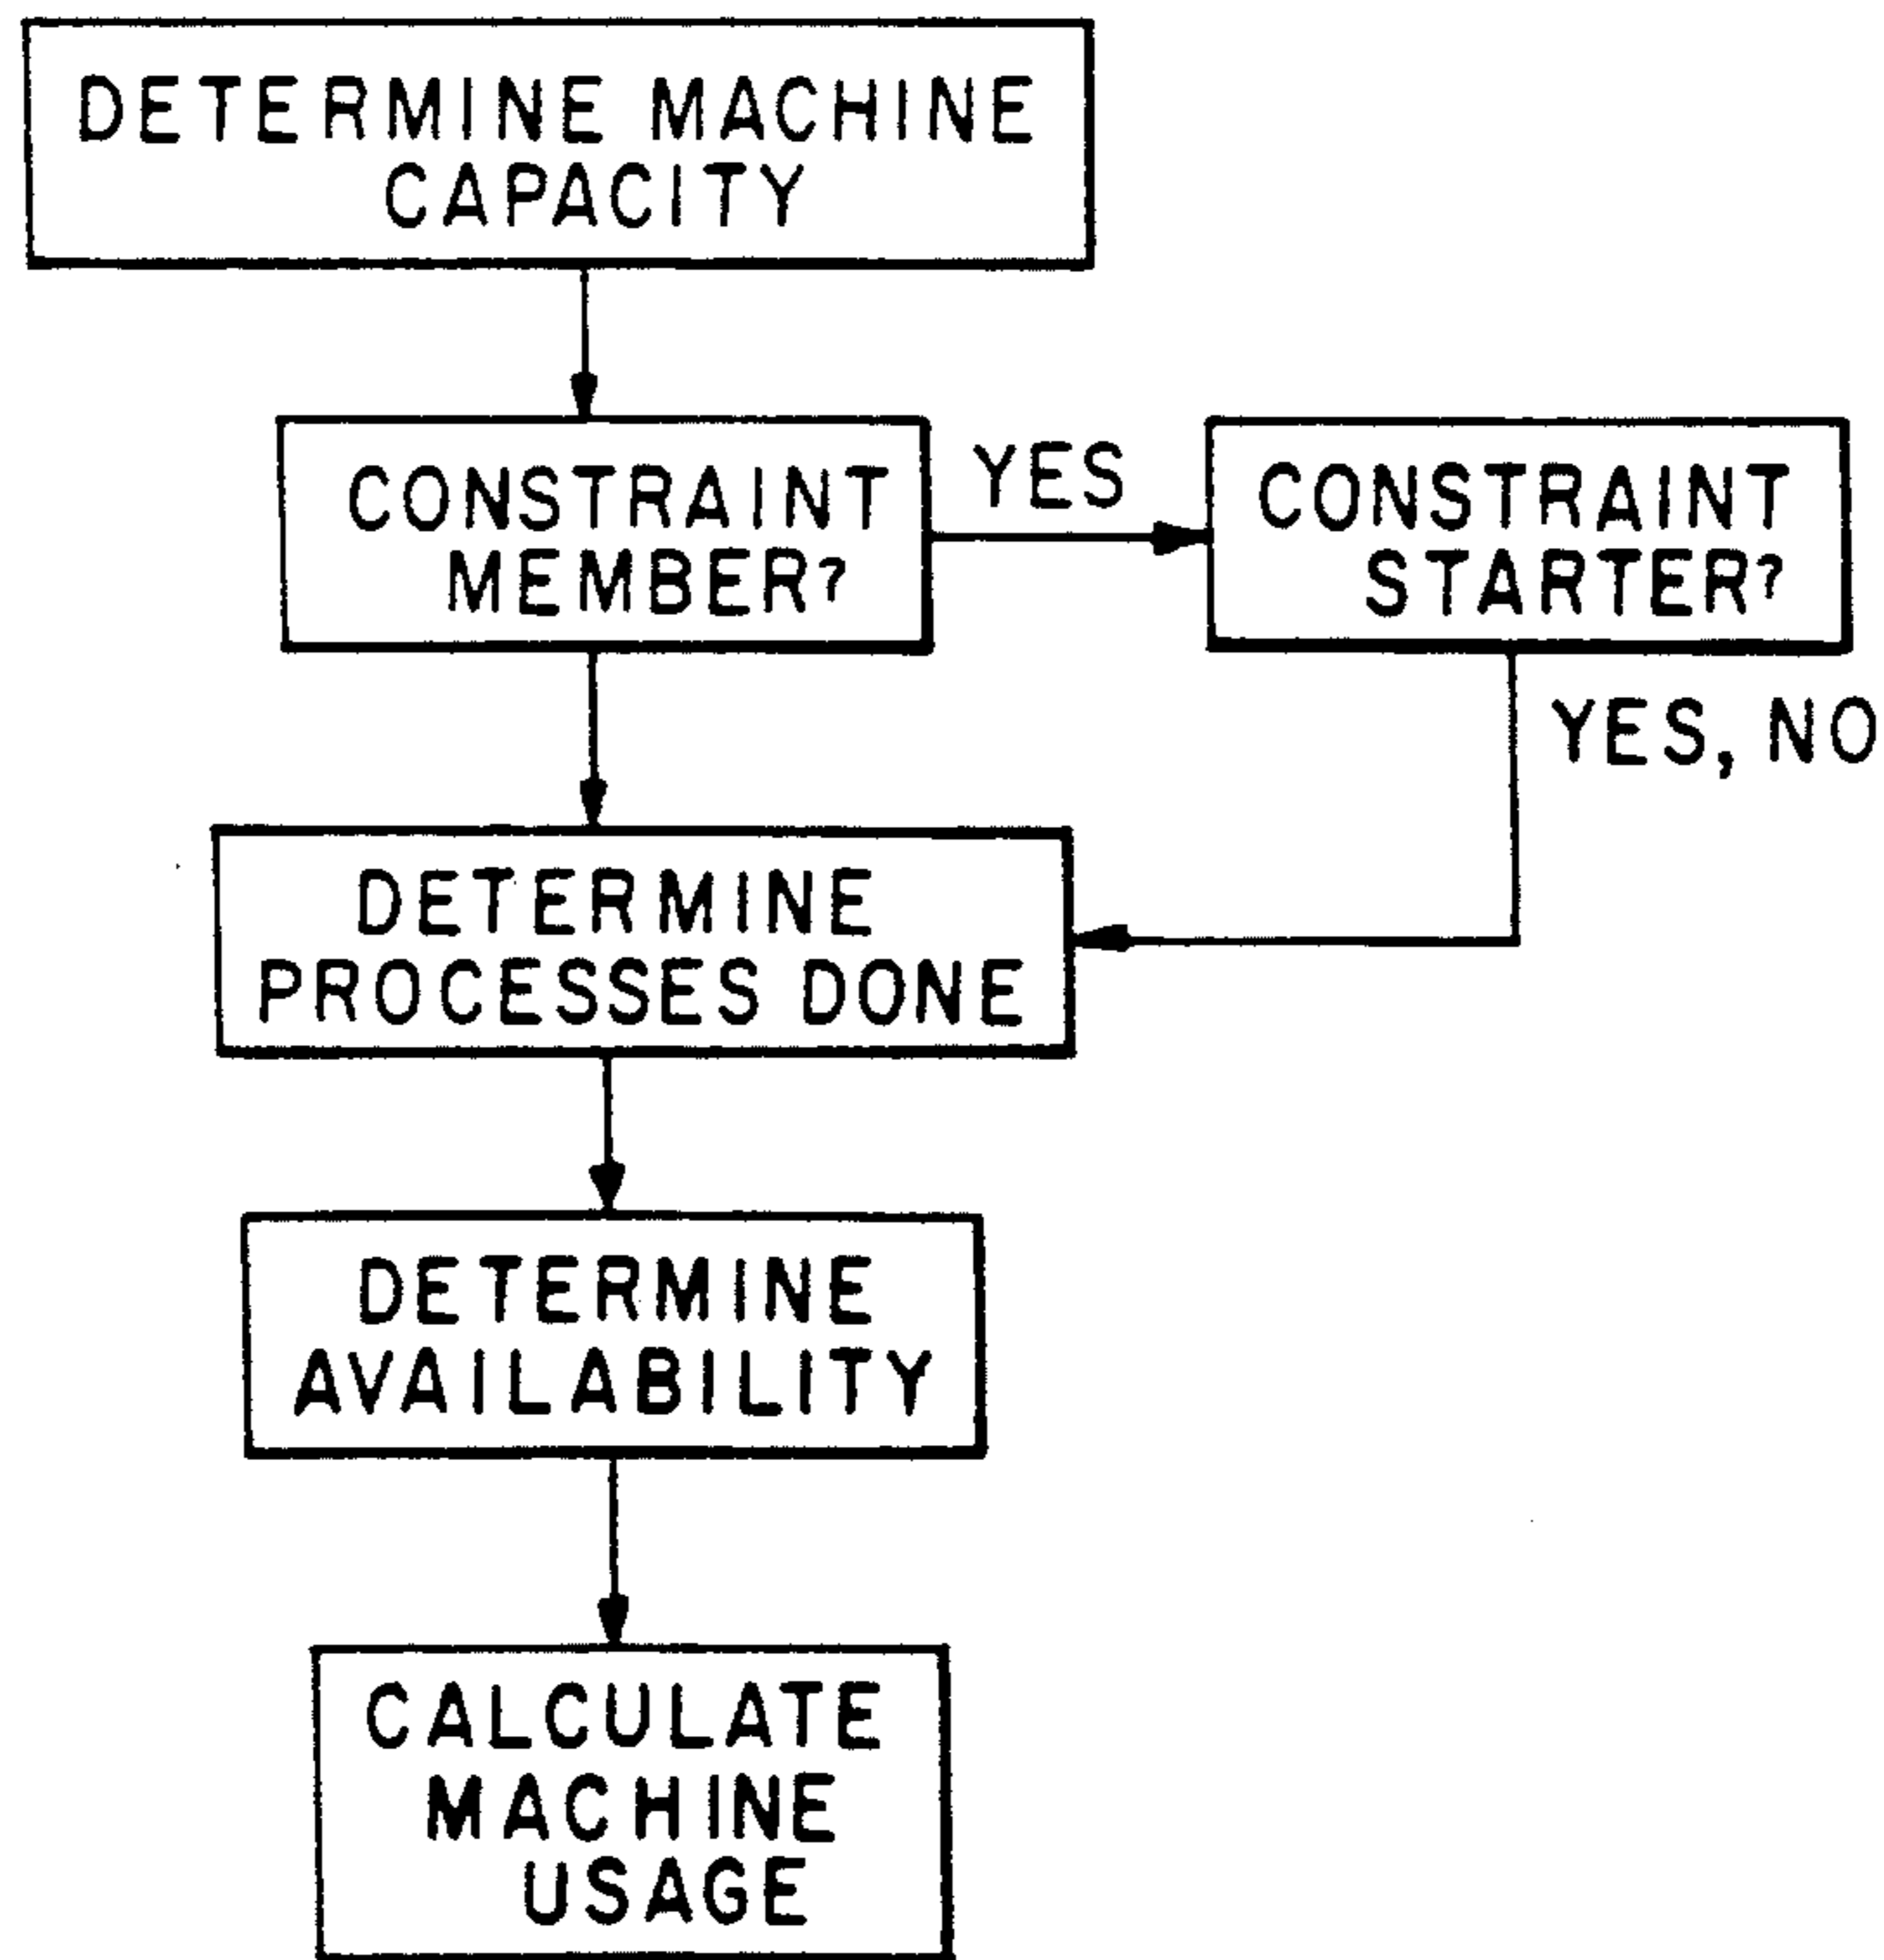 DETERMINE MACHINE
CAPACITY
CONSTRAINT
MEMBER?
YES
CONSTRAINT
STARTER?
YES, NO
DETERMINE
PROCESSES DONE
DETERMINE
AVAILABILITY
CALCULATE
MACHINE
USAGE